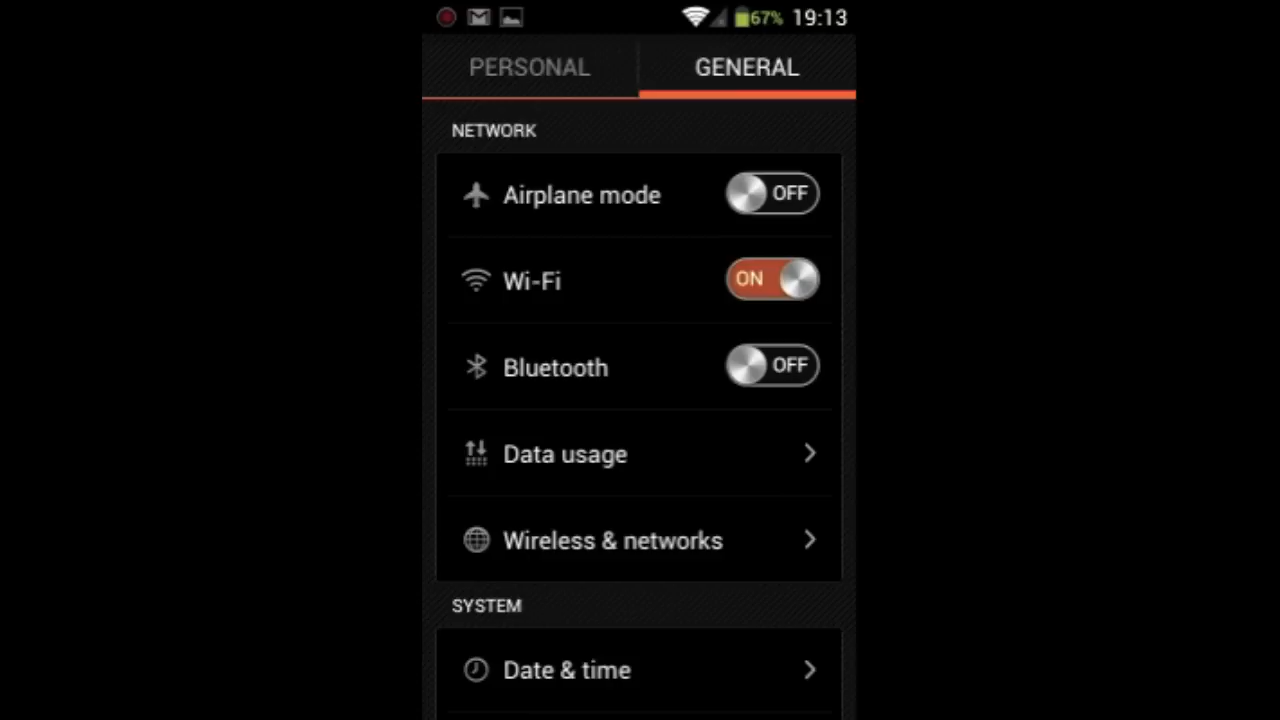 67% 19:13
PERSONAL GENERAL
NETWORK
Airplane mode OFF
Wi-Fi ON
Bluetooth OFF
Data usage
Wireless & networks
SYSTEM
Date & time